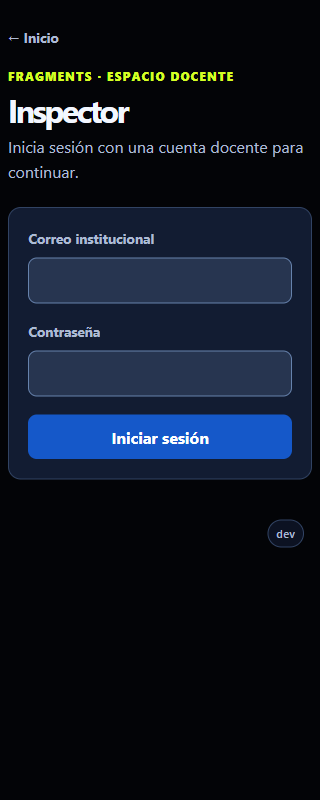 ← Inicio
FRAGMENTS · ESPACIO DOCENTE
Inspector
Inicia sesión con una cuenta docente para
continuar.
Correo institucional
Contraseña
Iniciar sesión
dev